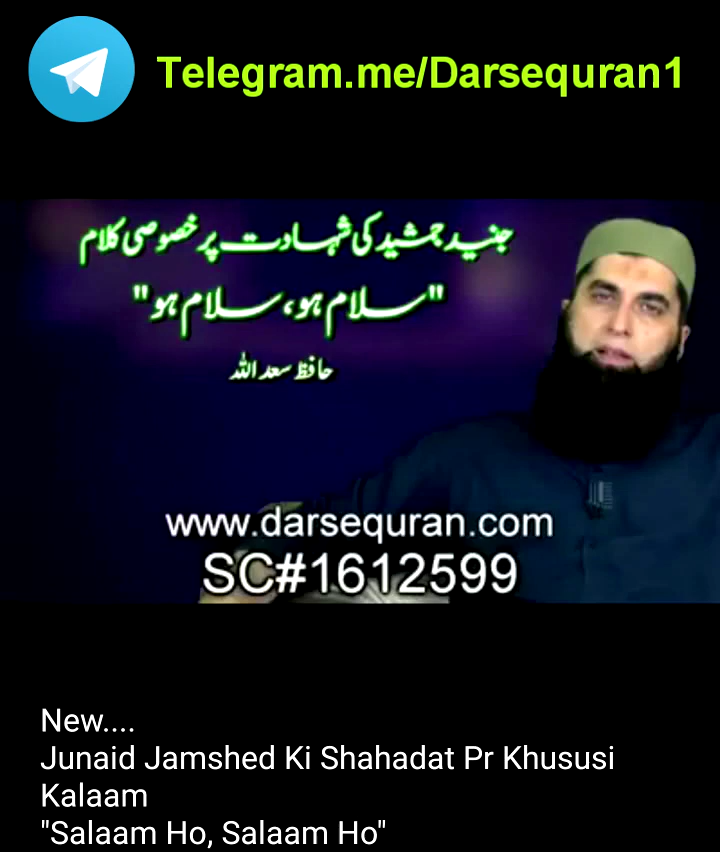 Telegram.me/Darsequran1
جنید جمشید کی شہادت پر خصوصی کلام
"سلام ہو، سلام ہو"
حافظ سعد اللہ
www.darsequran.com
SC#1612599
New....
Junaid Jamshed Ki Shahadat Pr Khususi
Kalaam
"Salaam Ho, Salaam Ho"